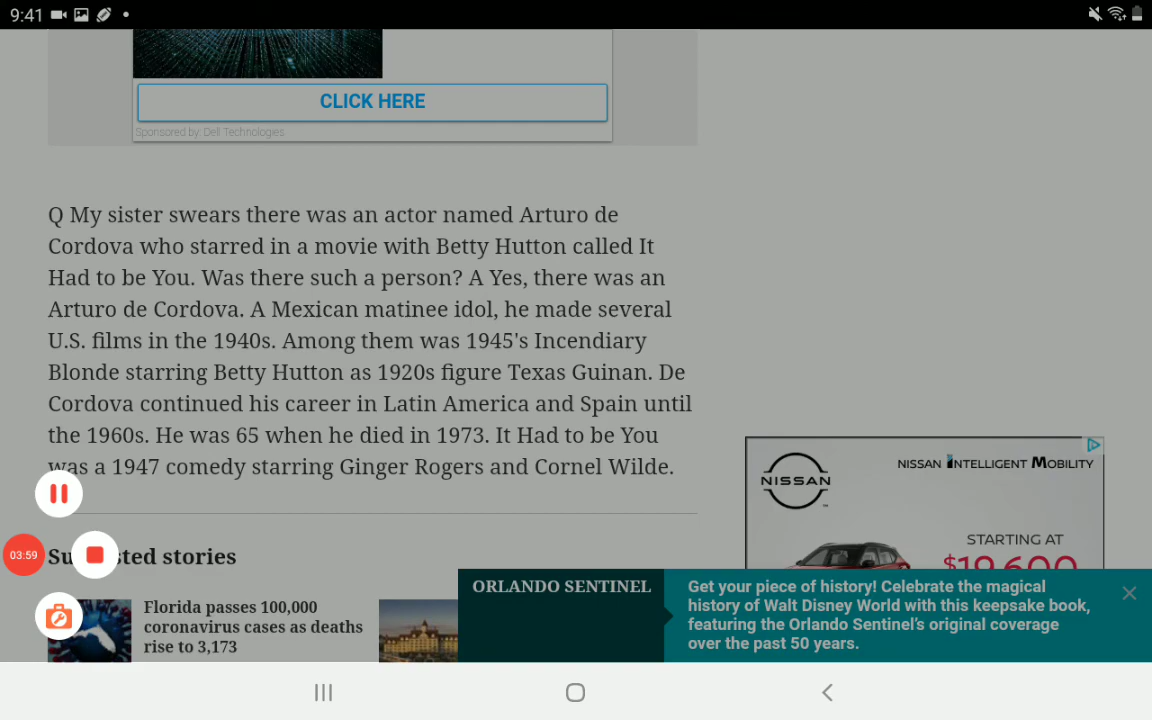 9:41
CLICK HERE
Sponsored by: Dell Technologies
Q My sister swears there was an actor named Arturo de
Cordova who starred in a movie with Betty Hutton called It
Had to be You. Was there such a person? A Yes, there was an
Arturo de Cordova. A Mexican matinee idol, he made several
U.S. films in the 1940s. Among them was 1945's Incendiary
Blonde starring Betty Hutton as 1920s figure Texas Guinan. De
Cordova continued his career in Latin America and Spain until
the 1960s. He was 65 when he died in 1973. It Had to be You
was a 1947 comedy starring Ginger Rogers and Cornel Wilde.
NISSAN INTELLIGENT MOBILITY
NISSAN
STARTING AT
$19,600
03:59
Su sted stories
ORLANDO SENTINEL
Get your piece of history! Celebrate the magical
history of Walt Disney World with this keepsake book,
featuring the Orlando Sentinel's original coverage
over the past 50 years.
Florida passes 100,000
coronavirus cases as deaths
rise to 3,173